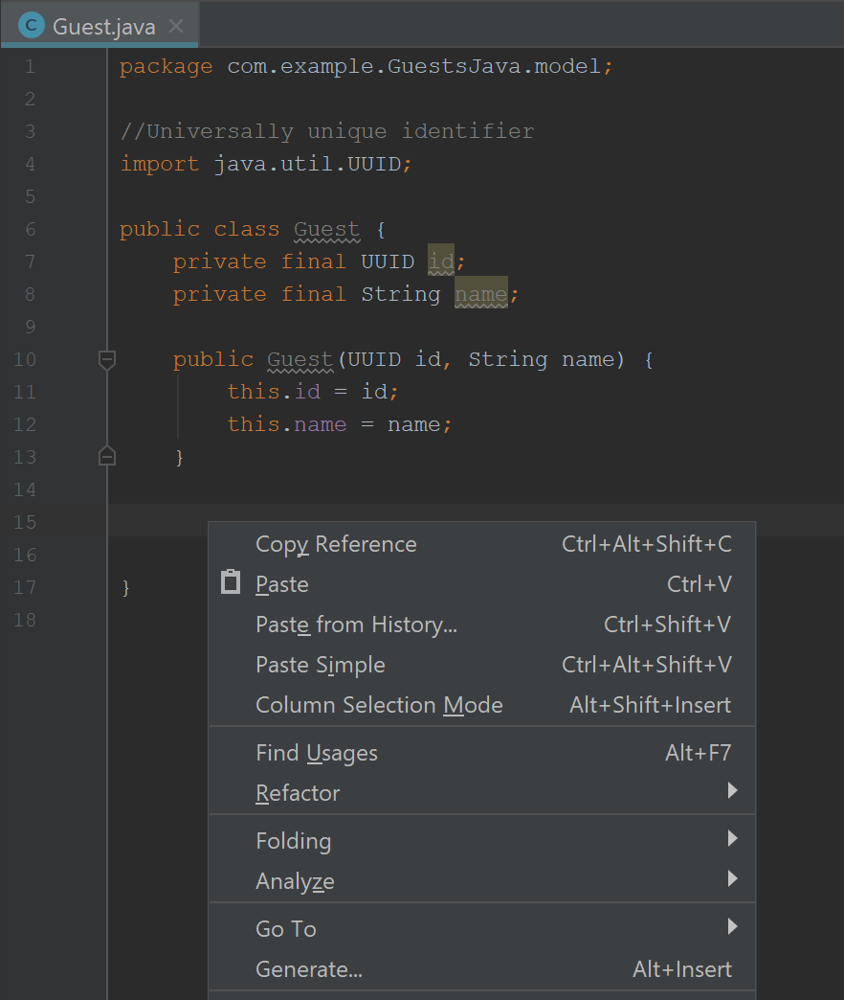 C Guest.java
1 package com.example.GuestsJava.model;
2
3 //Universally unique identifier
4 import java.util.UUID;
5
6 public class Guest {
7 private final UUID id;
8 private final String name;
9
10 public Guest(UUID id, String name) {
11 this.id = id;
12 this.name = name;
13 }
14
15
16
17 }
18
Copy Reference Ctrl+Alt+Shift+C
Paste Ctrl+V
Paste from History... Ctrl+Shift+V
Paste Simple Ctrl+Alt+Shift+V
Column Selection Mode Alt+Shift+Insert
Find Usages Alt+F7
Refactor
Folding
Analyze
Go To
Generate... Alt+Insert